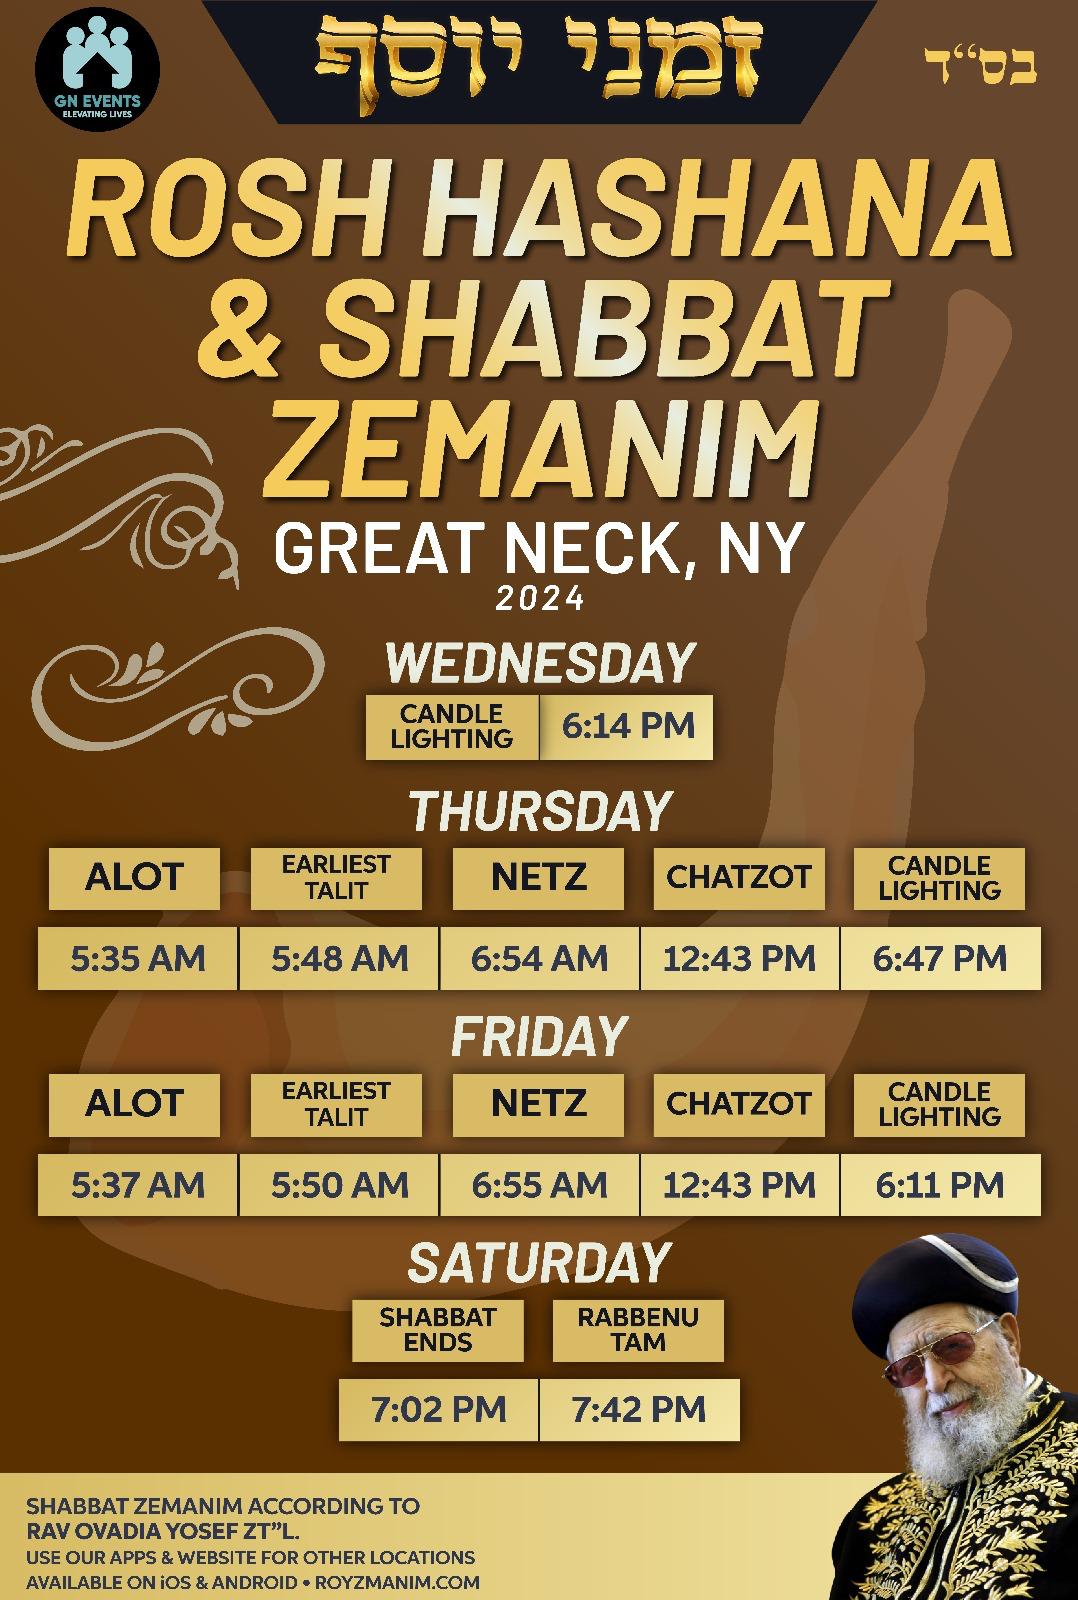 GN EVENTS
ELEVATING LIVES
זמני יוסף
בס“ד
ROSH HASHANA
& SHABBAT
ZEMANIM
GREAT NECK, NY
2024
WEDNESDAY
CANDLE
LIGHTING
6:14 PM
THURSDAY
ALOT
EARLIEST
TALIT
NETZ
CHATZOT
CANDLE
LIGHTING
5:35 AM
5:48 AM
6:54 AM
12:43 PM
6:47 PM
FRIDAY
ALOT
EARLIEST
TALIT
NETZ
CHATZOT
CANDLE
LIGHTING
5:37 AM
5:50 AM
6:55 AM
12:43 PM
6:11 PM
SATURDAY
SHABBAT
ENDS
RABBENU
TAM
7:02 PM
7:42 PM
SHABBAT ZEMANIM ACCORDING TO
RAV OVADIA YOSEF ZT”L.
USE OUR APPS & WEBSITE FOR OTHER LOCATIONS
AVAILABLE ON iOS & ANDROID • ROYZMANIM.COM